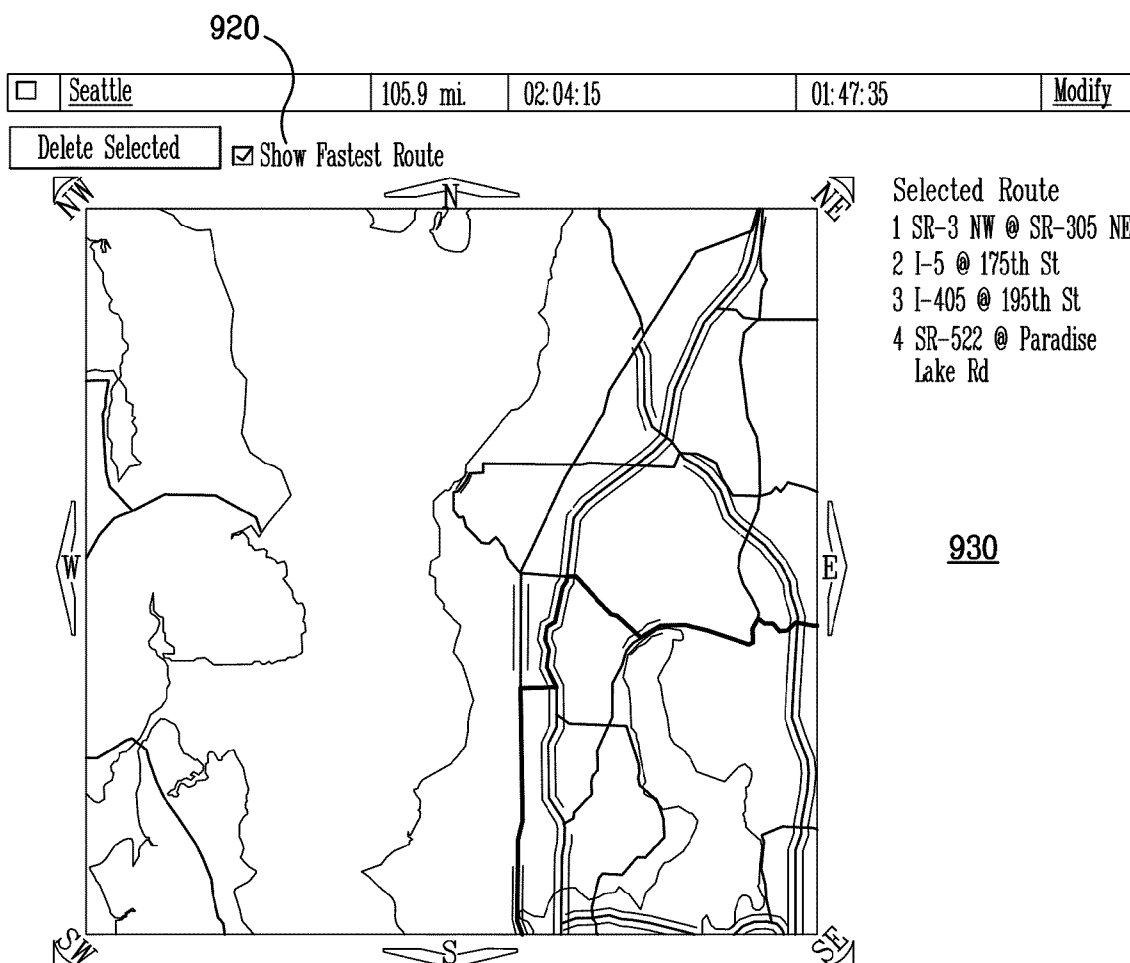 920
Seattle 105.9 mi. 02:04:15 01:47:35 Modify
Delete Selected Show Fastest Route
NW N NE
Selected Route
1 SR-3 NW @ SR-305 NE
2 I-5 @ 175th St
3 I-405 @ 195th St
4 SR-522 @ Paradise
Lake Rd
W E
930
SW S SE